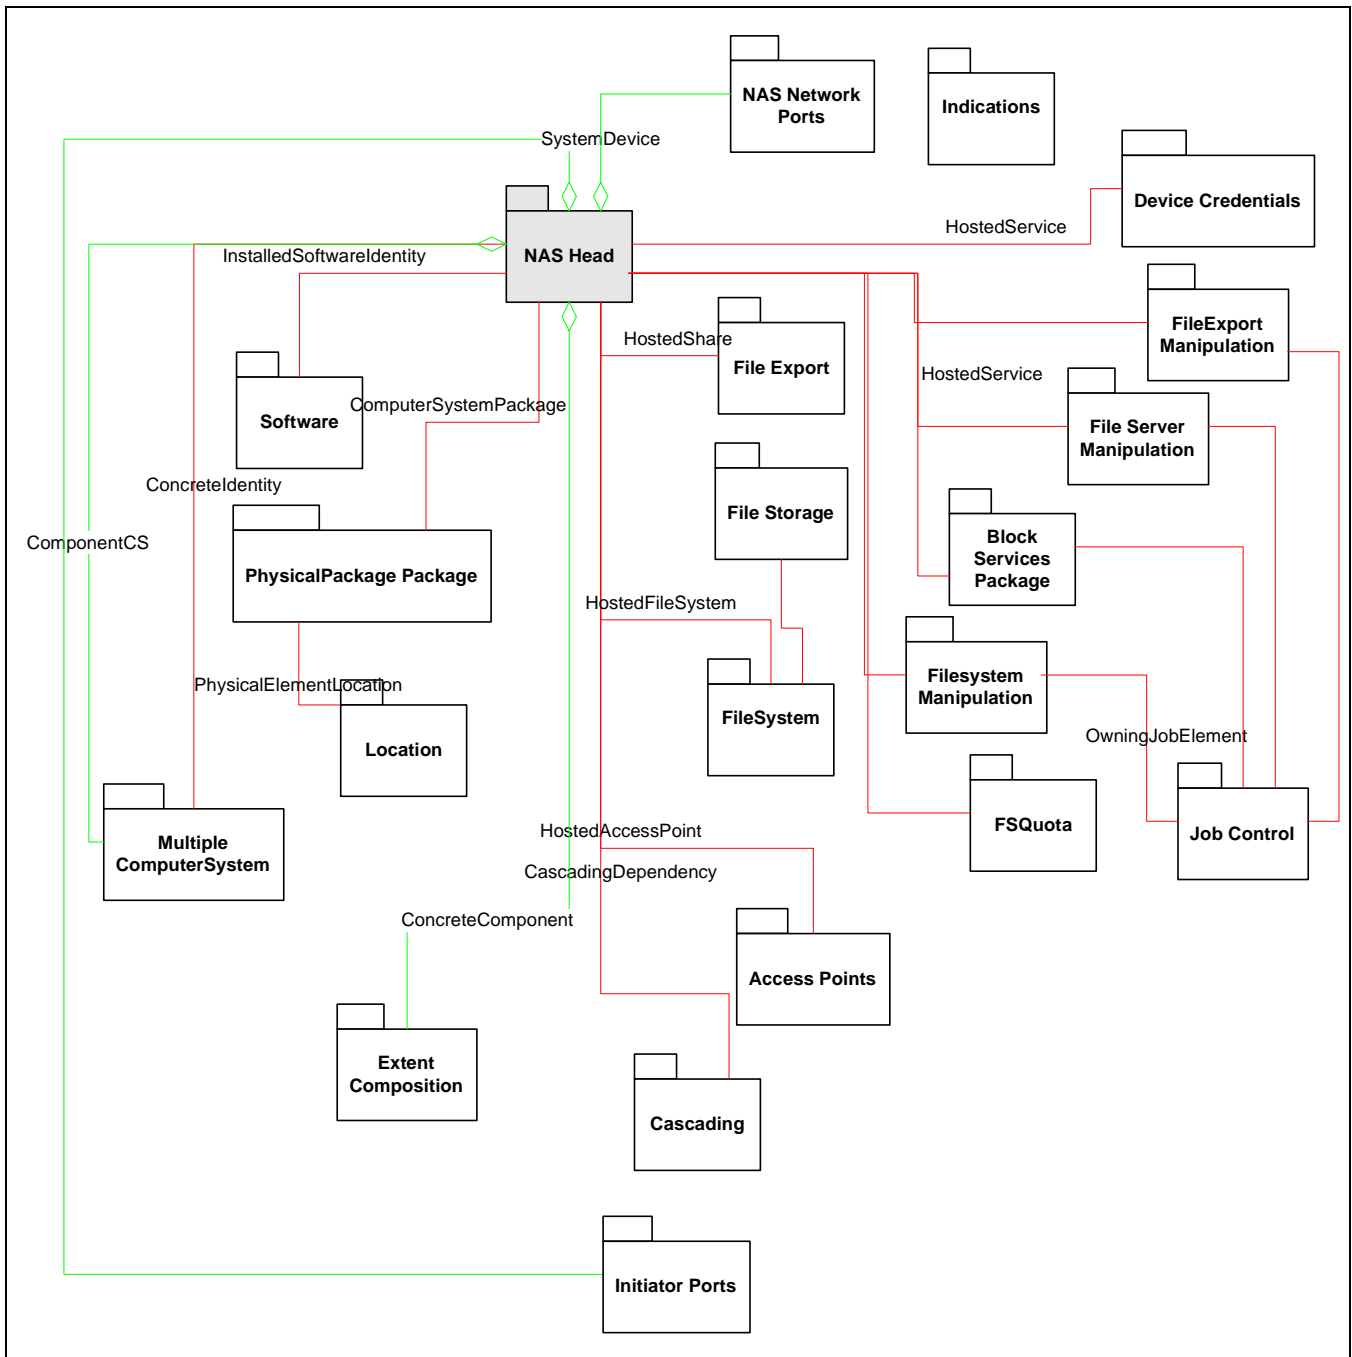 NAS Network
Ports
Indications
SystemDevice
Device Credentials
HostedService
InstalledSoftwareIdentity
NAS Head
FileExport
Manipulation
HostedShare
File Export
HostedService
Software
ComputerSystemPackage
File Server
Manipulation
ConcreteIdentity
File Storage
ComponentCS
Block
Services
Package
PhysicalPackage Package
HostedFileSystem
PhysicalElementLocation
Filesystem
Manipulation
FileSystem
Location
OwningJobElement
Multiple
ComputerSystem
HostedAccessPoint
FSQuota
Job Control
CascadingDependency
ConcreteComponent
Access Points
Extent
Composition
Cascading
Initiator Ports